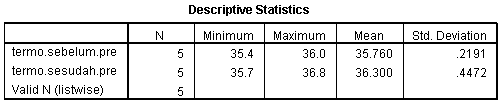 Descriptive Statistics
N Minimum Maximum Mean Std. Deviation
termo.sebelum.pre 5 35.4 36.0 35.760 .2191
termo.sesudah.pre 5 35.7 36.8 36.300 .4472
Valid N (listwise) 5